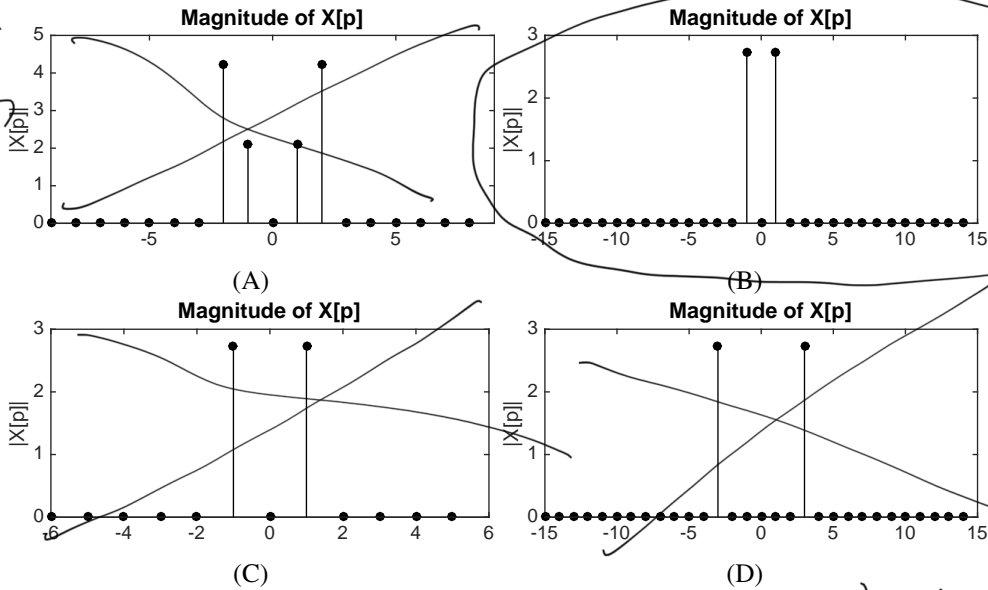 Magnitude of X[p] Magnitude of X[p]
5 4 3 2 1 0 3 2 1 0
|X[p]| |X[p]|
-5 0 5 -15 -10 -5 0 5 10 15
(A) (B)
Magnitude of X[p] Magnitude of X[p]
3 2 1 0 3 2 1 0
|X[p]| |X[p]|
-6 -4 -2 0 2 4 6 -15 -10 -5 0 5 10 15
(C) (D)